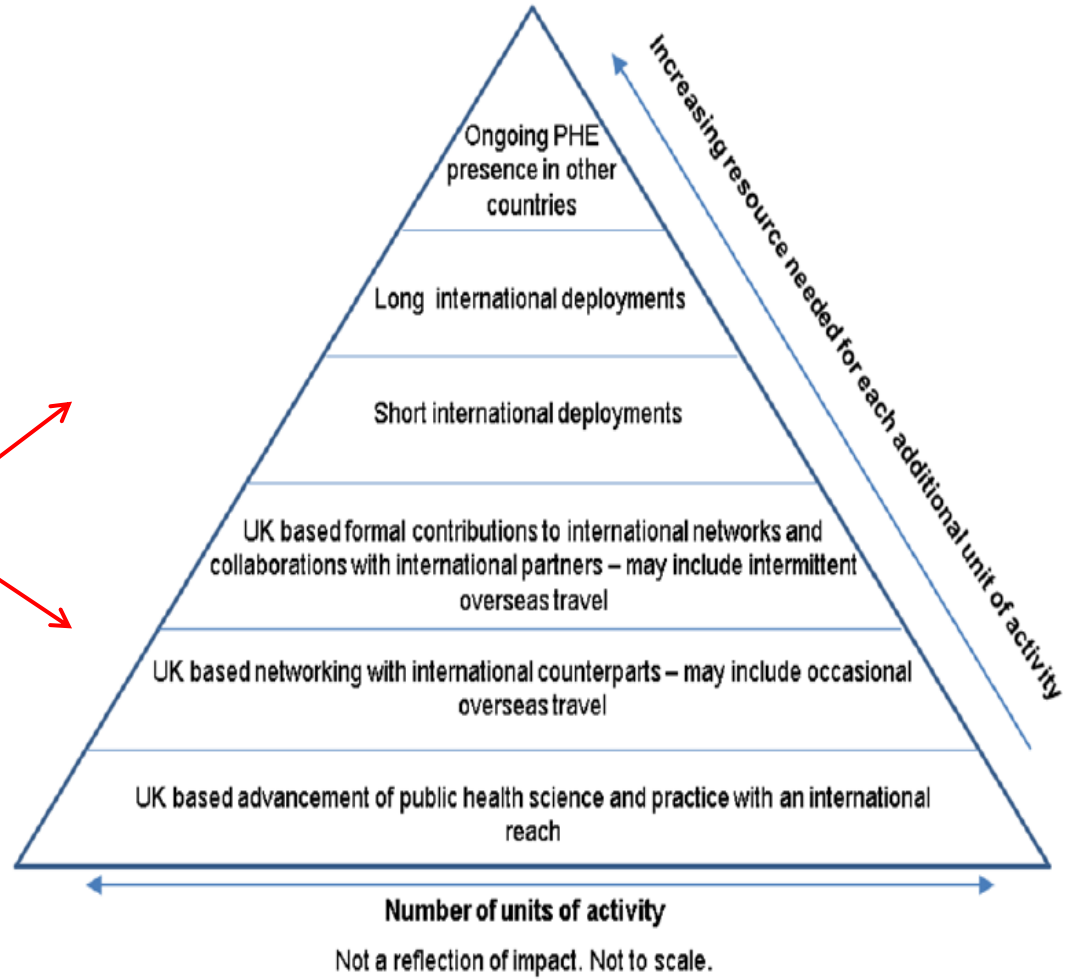 Ongoing PHE
presence in other
countries
Increasing resource needed for each additional unit of activity
Long international deployments
Short international deployments
UK based formal contributions to international networks and
collaborations with international partners – may include intermittent
overseas travel
UK based networking with international counterparts – may include occasional
overseas travel
UK based advancement of public health science and practice with an international
reach
Number of units of activity
Not a reflection of impact. Not to scale.